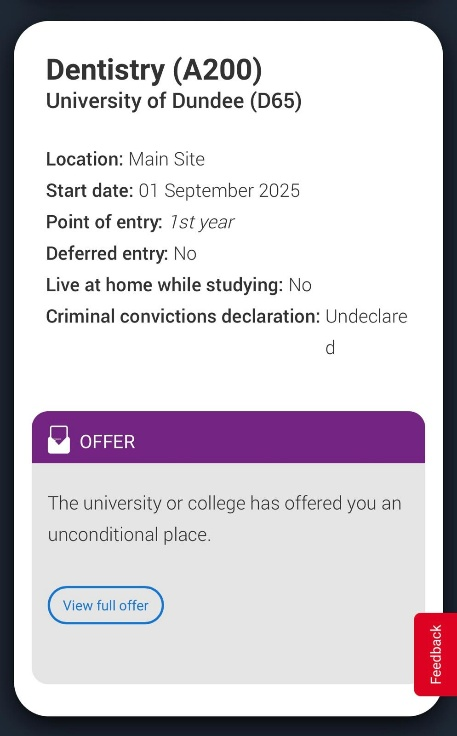 Dentistry (A200)
University of Dundee (D65)
Location: Main Site
Start date: 01 September 2025
Point of entry: 1st year
Deferred entry: No
Live at home while studying: No
Criminal convictions declaration: Undeclare
d
OFFER
The university or college has offered you an
unconditional place.
View full offer
Feedback